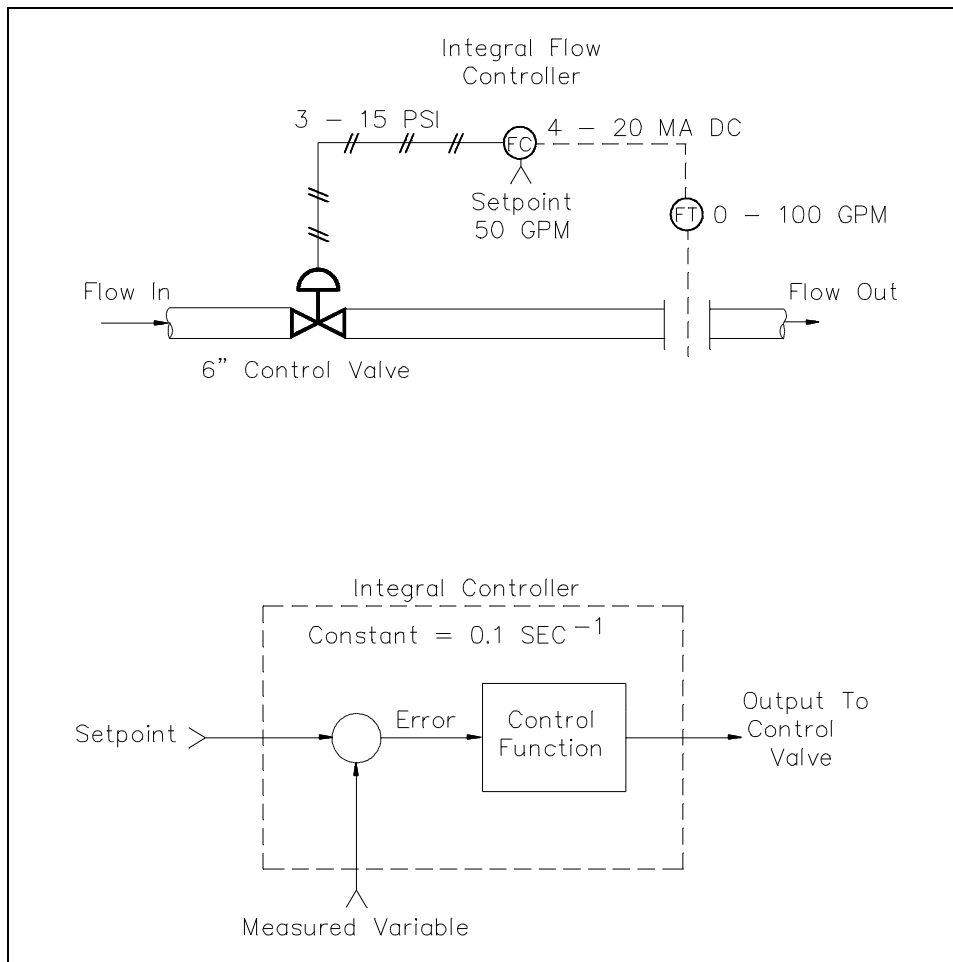 Integral Flow
Controller
3 - 15 PSI
FC
4 - 20 MA DC
Setpoint
50 GPM
FT
0 - 100 GPM
Flow In
Flow Out
6" Control Valve
Integral Controller
Constant = 0.1 SEC⁻¹
Setpoint
Error
Control
Function
Output To
Control
Valve
Measured Variable